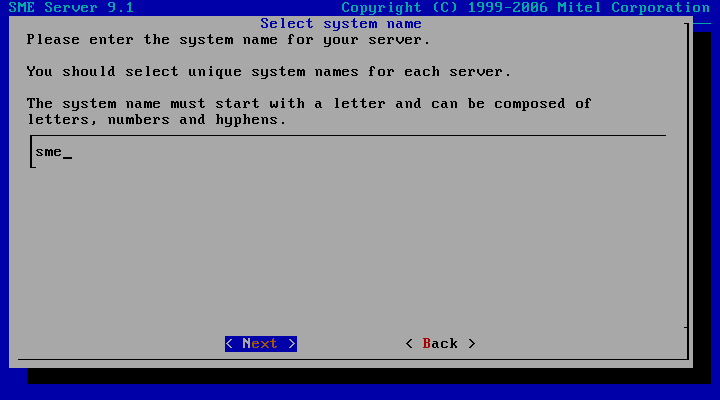 SME Server 9.1 Copyright (C) 1999-2006 Mitel Corporation
Select system name
Please enter the system name for your server.
You should select unique system names for each server.
The system name must start with a letter and can be composed of
letters, numbers and hyphens.
sme_
< Next > < Back >